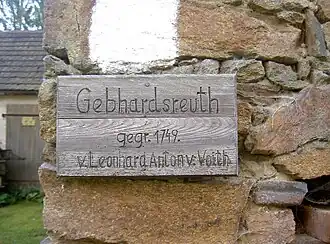 Gebhardsreuth
gegr. 1749.
v. Leonhard Anton v. Voith.